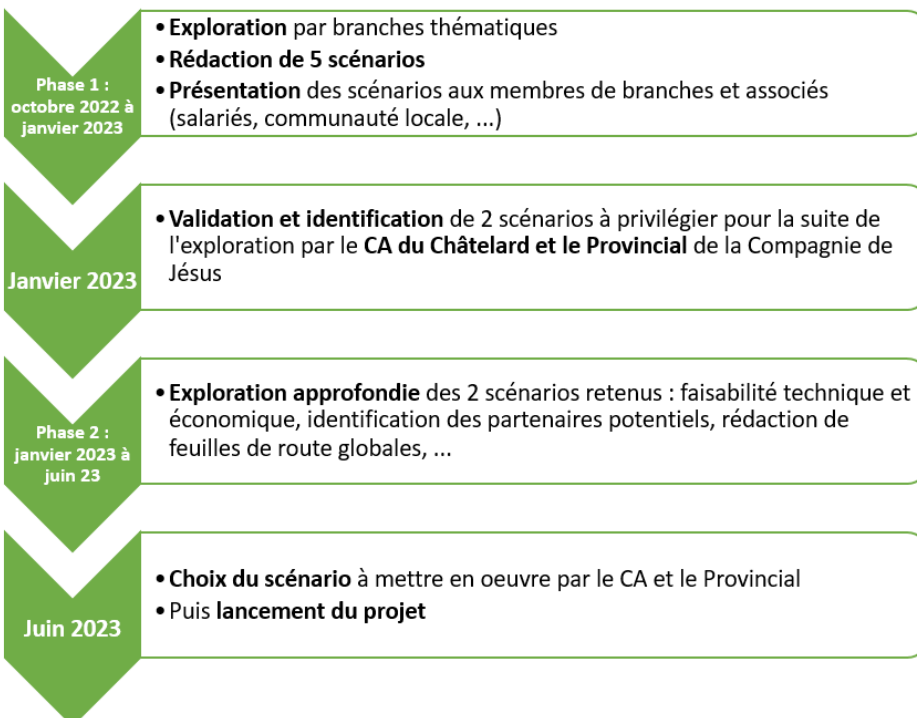 Phase 1 :
octobre 2022 à
janvier 2023
• Exploration par branches thématiques
• Rédaction de 5 scénarios
• Présentation des scénarios aux membres de branches et associés
(salariés, communauté locale, ...)
Janvier 2023
• Validation et identification de 2 scénarios à privilégier pour la suite de
l'exploration par le CA du Châtelard et le Provincial de la Compagnie de
Jésus
Phase 2 :
janvier 2023 à
juin 23
• Exploration approfondie des 2 scénarios retenus : faisabilité technique et
économique, identification des partenaires potentiels, rédaction de
feuilles de route globales, ...
Juin 2023
• Choix du scénario à mettre en oeuvre par le CA et le Provincial
• Puis lancement du projet